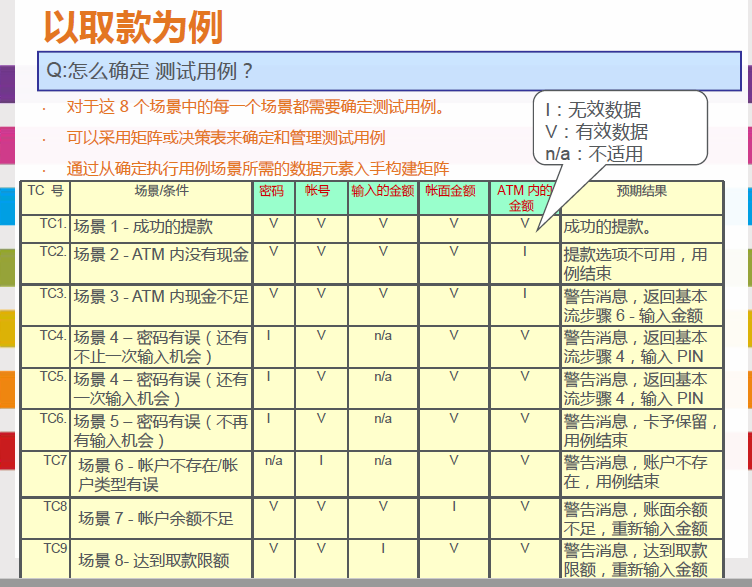 以取款为例
Q:怎么确定 测试用例？
· 对于这 8 个场景中的每一个场景都需要确定测试用例。
· 可以采用矩阵或决策表来确定和管理测试用例
· 通过从确定执行用例场景所需的数据元素入手构建矩阵
I：无效数据
V：有效数据
n/a：不适用
TC 号 场景/条件 密码 帐号 输入的金额 帐面金额 ATM 内的 预期结果
金额
TC1. 场景 1 - 成功的提款 V V V V V 成功的提款。
TC2. 场景 2 - ATM 内没有现金 V V V V I 提款选项不可用，用
例结束
TC3. 场景 3 - ATM 内现金不足 V V V V I 警告消息，返回基本
流步骤 6 - 输入金额
TC4. 场景 4 – 密码有误（还有 I V n/a V V 警告消息，返回基本
不止一次输入机会） 流步骤 4，输入 PIN
TC5. 场景 4 – 密码有误（还有 I V n/a V V 警告消息，返回基本
一次输入机会） 流步骤 4，输入 PIN
TC6. 场景 5 – 密码有误（不再 I V n/a V V 警告消息，卡予保留，
有输入机会） 用例结束
TC7 场景 6 - 帐户不存在/帐 n/a I n/a V V 警告消息，账户不存
户类型有误 在，用例结束
TC8 场景 7 - 帐户余额不足 V V V I V 警告消息，账面余额
不足，重新输入金额
TC9 场景 8- 达到取款限额 V V I V V 警告消息，达到取款
限额，重新输入金额